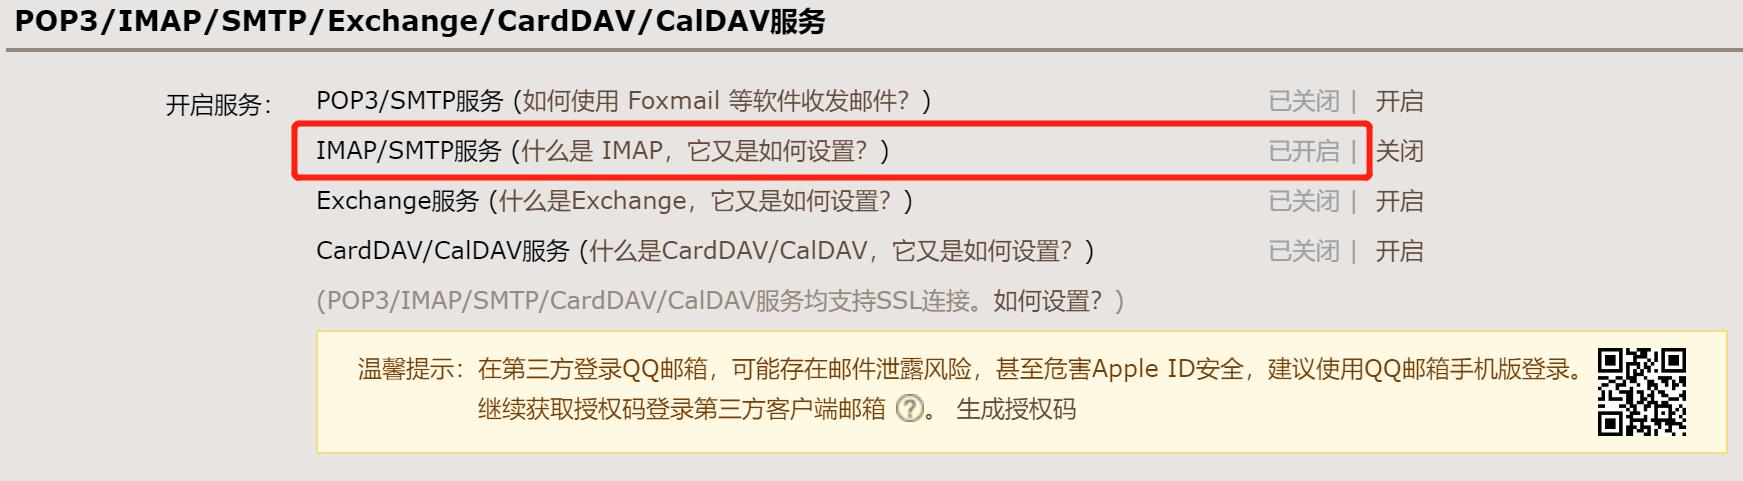 POP3/IMAP/SMTP/Exchange/CardDAV/CalDAV服务
开启服务： POP3/SMTP服务 (如何使用 Foxmail 等软件收发邮件？) 已关闭 | 开启
IMAP/SMTP服务 (什么是 IMAP，它又是如何设置？) 已开启 | 关闭
Exchange服务 (什么是Exchange，它又是如何设置？) 已关闭 | 开启
CardDAV/CalDAV服务 (什么是CardDAV/CalDAV，它又是如何设置？) 已关闭 | 开启
(POP3/IMAP/SMTP/CardDAV/CalDAV服务均支持SSL连接。如何设置？)
温馨提示：在第三方登录QQ邮箱，可能存在邮件泄露风险，甚至危害Apple ID安全，建议使用QQ邮箱手机版登录。
继续获取授权码登录第三方客户端邮箱 ?。 生成授权码